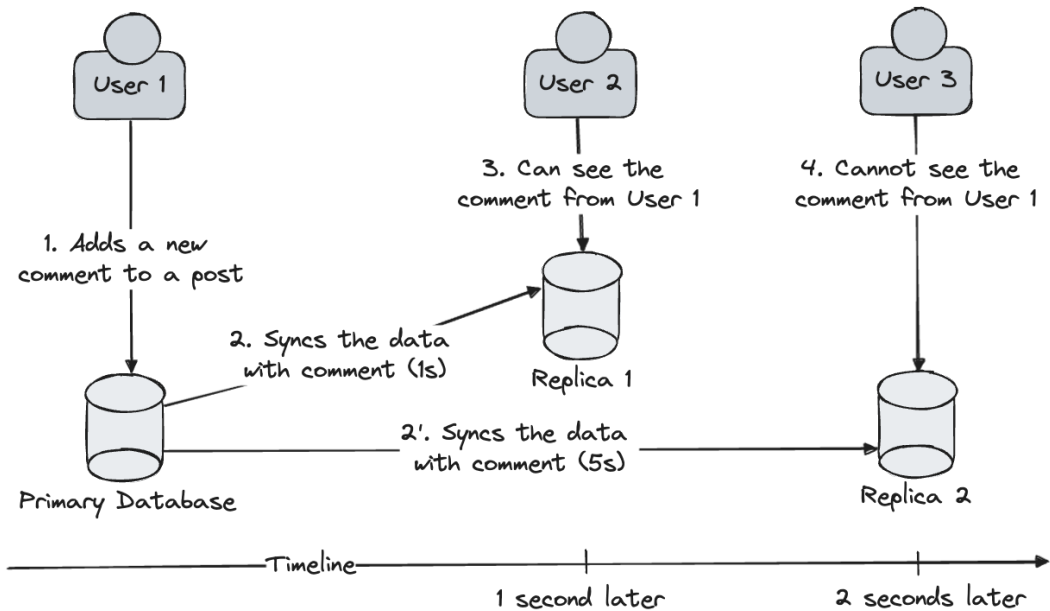 User 1
User 2
User 3
3. Can see the
comment from User 1
4. Cannot see the
comment from User 1
1. Adds a new
comment to a post
2. Syncs the data
with comment (1s)
Replica 1
2'. Syncs the data
with comment (5s)
Primary Database
Replica 2
Timeline
1 second later
2 seconds later